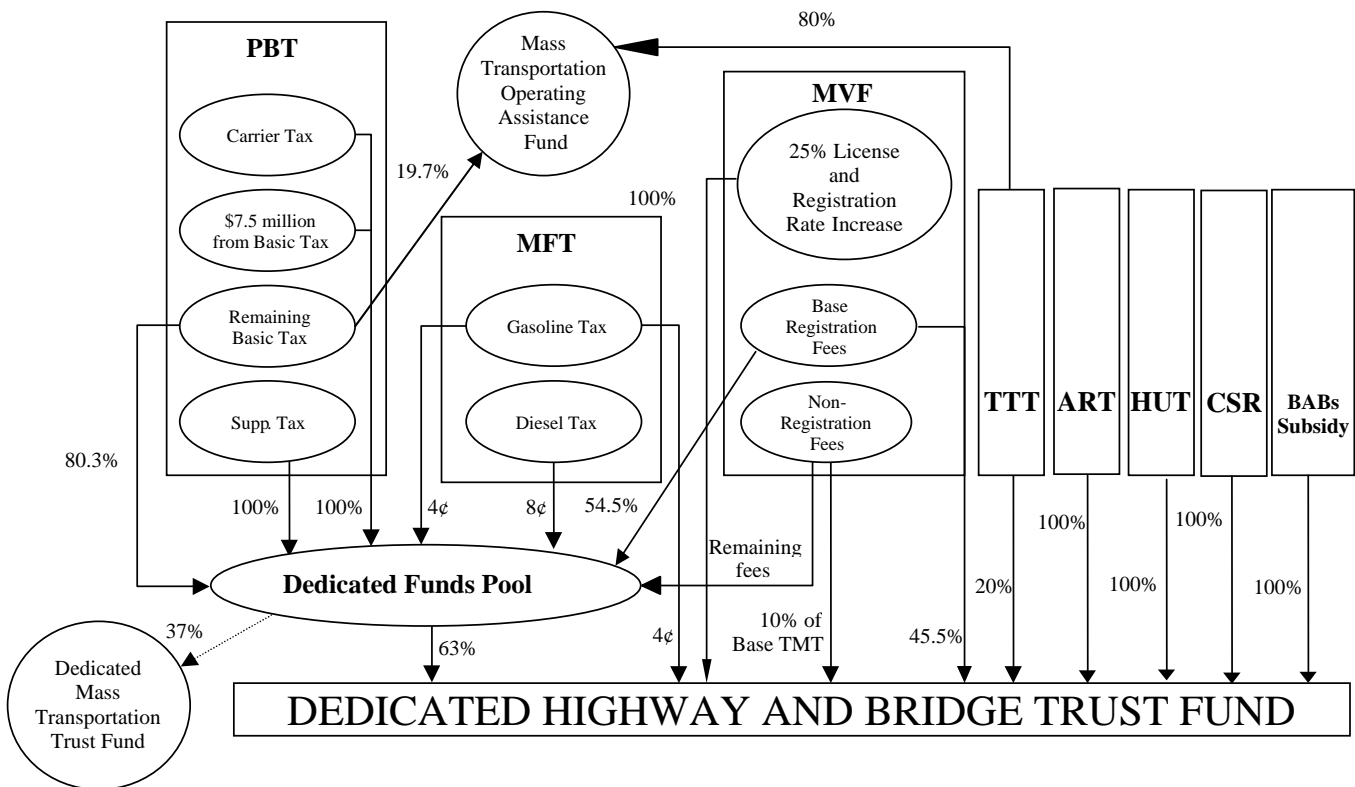 80%
PBT
Mass
Transportation
Operating
Assistance
Fund
MVF
Carrier Tax
25% License
and
Registration
Rate Increase
19.7%
100%
$7.5 million
from Basic Tax
MFT
Remaining
Basic Tax
Gasoline Tax
Base
Registration
Fees
TTT
ART
HUT
CSR
BABs
Subsidy
Supp. Tax
Diesel Tax
Non-
Registration
Fees
80.3%
100%
100%
4¢
8¢
54.5%
100%
100%
Remaining
fees
Dedicated Funds Pool
20%
100%
100%
37%
63%
4¢
10% of
Base TMT
45.5%
Dedicated
Mass
Transportation
Trust Fund
DEDICATED HIGHWAY AND BRIDGE TRUST FUND